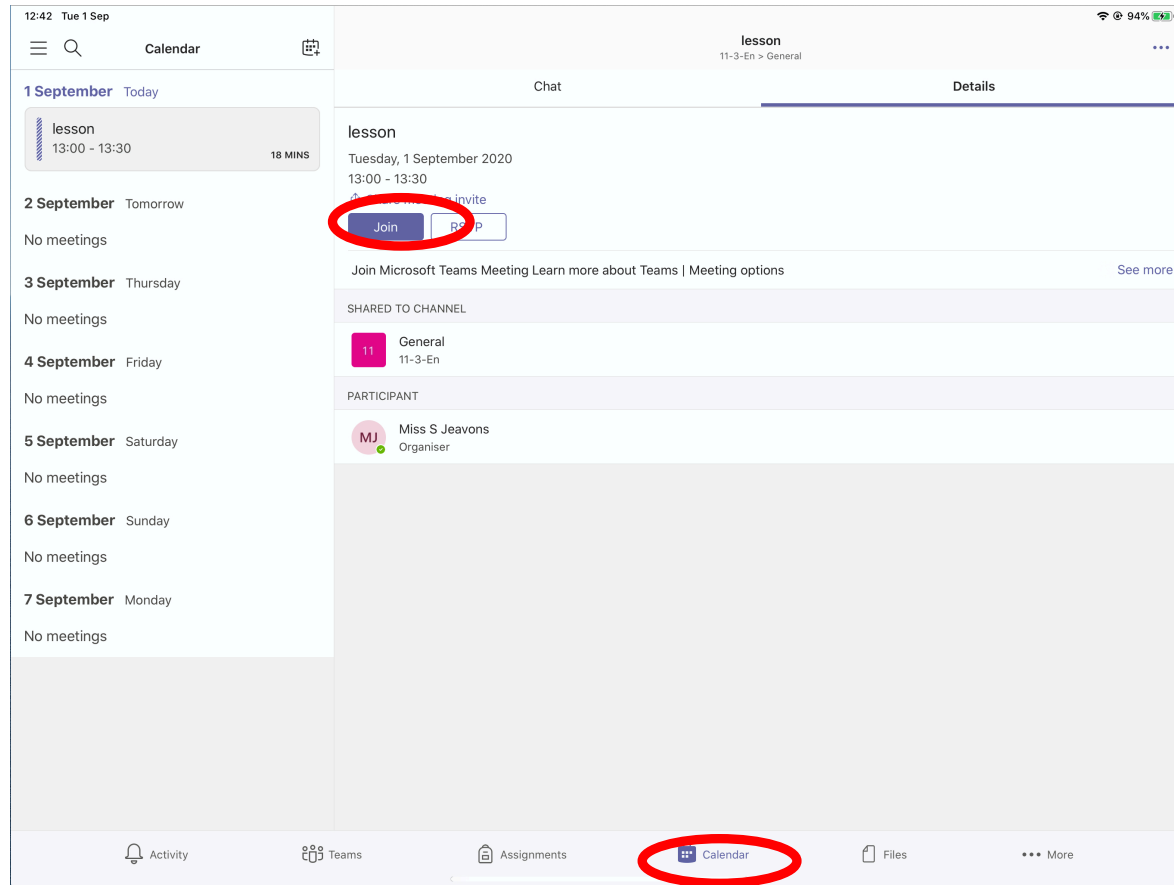 12:42 Tue 1 Sep
94%
Calendar
1 September Today
lesson
13:00 - 13:30
18 MINS
2 September Tomorrow
No meetings
3 September Thursday
No meetings
4 September Friday
No meetings
5 September Saturday
No meetings
6 September Sunday
No meetings
7 September Monday
No meetings
lesson
11-3-En > General
Chat
Details
lesson
Tuesday, 1 September 2020
13:00 - 13:30
Share meeting invite
Join
RSVP
Join Microsoft Teams Meeting Learn more about Teams | Meeting options
See more
SHARED TO CHANNEL
11
General
11-3-En
PARTICIPANT
MJ
Miss S Jeavons
Organiser
Activity
Teams
Assignments
Calendar
Files
More